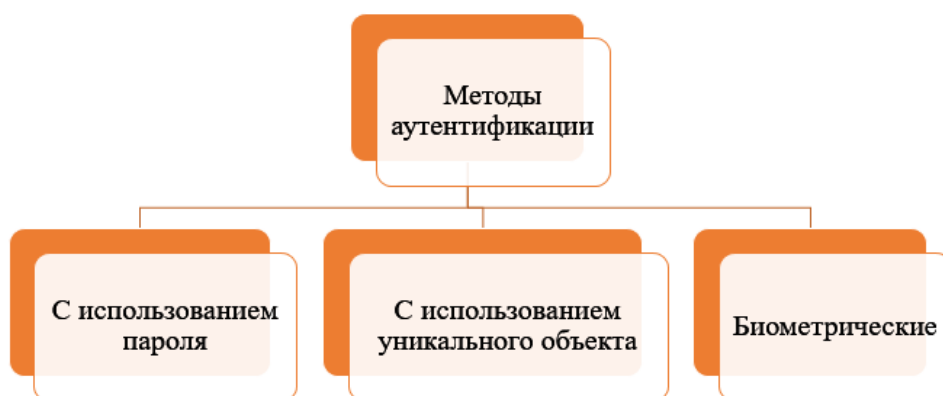 Методы
аутентификации
С использованием
пароля
С использованием
уникального объекта
Биометрические